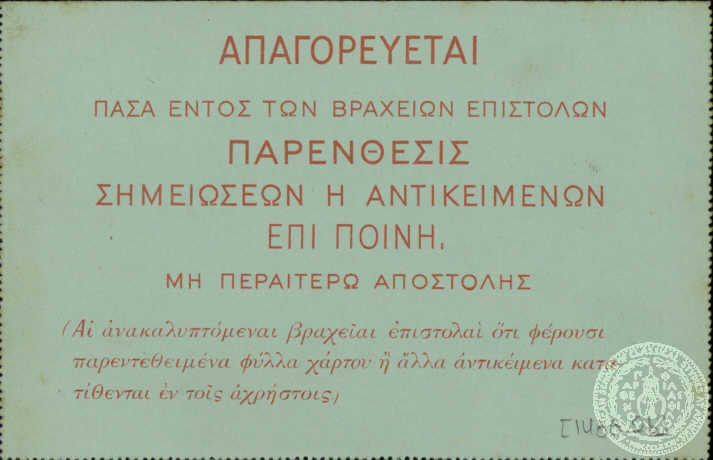 ΑΠΑΓΟΡΕΥΕΤΑΙ
ΠΑΣΑ ΕΝΤΟΣ ΤΩΝ ΒΡΑΧΕΙΩΝ ΕΠΙΣΤΟΛΩΝ
ΠΑΡΕΝΘΕΣΙΣ
ΣΗΜΕΙΩΣΕΩΝ Η ΑΝΤΙΚΕΙΜΕΝΩΝ
ΕΠΙ ΠΟΙΝΗ.
ΜΗ ΠΕΡΑΙΤΕΡΩ ΑΠΟΣΤΟΛΗΣ
(Αἱ ἀνακαλυπτόμεναι βραχεῖαι ἐπιστολαὶ ὅτι φέρουσι
παρεντεθειμένα φύλλα χάρτου ἢ ἄλλα ἀντικείμενα κατα-
τίθενται ἐν τοῖς ἀχρήστοις)